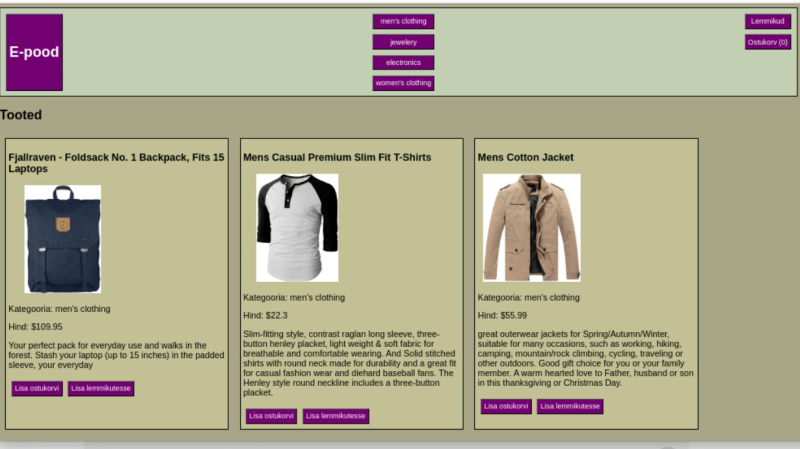 E-pood
men's clothing
jewelery
electronics
women's clothing
Lemmikud
Ostukorv (0)
Tooted
Fjallraven - Foldsack No. 1 Backpack, Fits 15
Laptops
Kategooria: men's clothing
Hind: $109.95
Your perfect pack for everyday use and walks in the
forest. Stash your laptop (up to 15 inches) in the padded
sleeve, your everyday
Lisa ostukorvi
Lisa lemmikutesse
Mens Casual Premium Slim Fit T-Shirts
Kategooria: men's clothing
Hind: $22.3
Slim-fitting style, contrast raglan long sleeve, three-
button henley placket, light weight & soft fabric for
breathable and comfortable wearing. And Solid stitched
shirts with round neck made for durability and a great fit
for casual fashion wear and diehard baseball fans. The
Henley style round neckline includes a three-button
placket.
Lisa ostukorvi
Lisa lemmikutesse
Mens Cotton Jacket
Kategooria: men's clothing
Hind: $55.99
great outerwear jackets for Spring/Autumn/Winter,
suitable for many occasions, such as working, hiking,
camping, mountain/rock climbing, cycling, traveling or
other outdoors. Good gift choice for you or your family
member. A warm hearted love to Father, husband or son
in this thanksgiving or Christmas Day.
Lisa ostukorvi
Lisa lemmikutesse